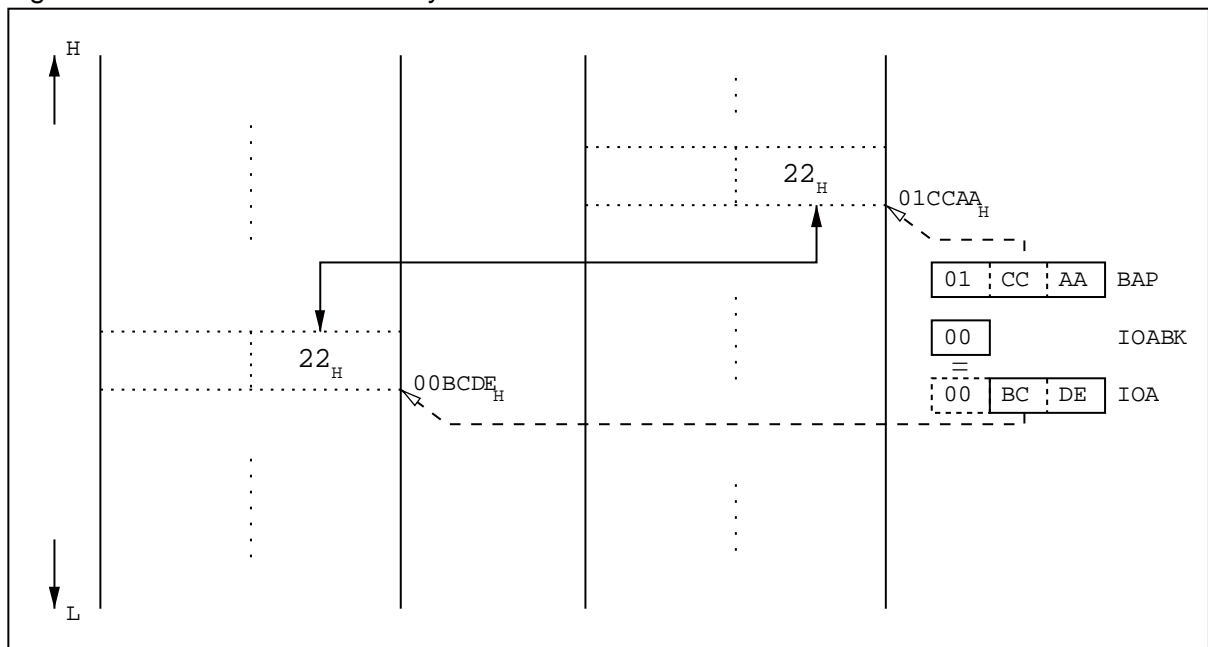 H
22H
01CCAAH
01 CC AA BAP
00 IOABK
=
22H
00BCDEH
00 BC DE IOA
L